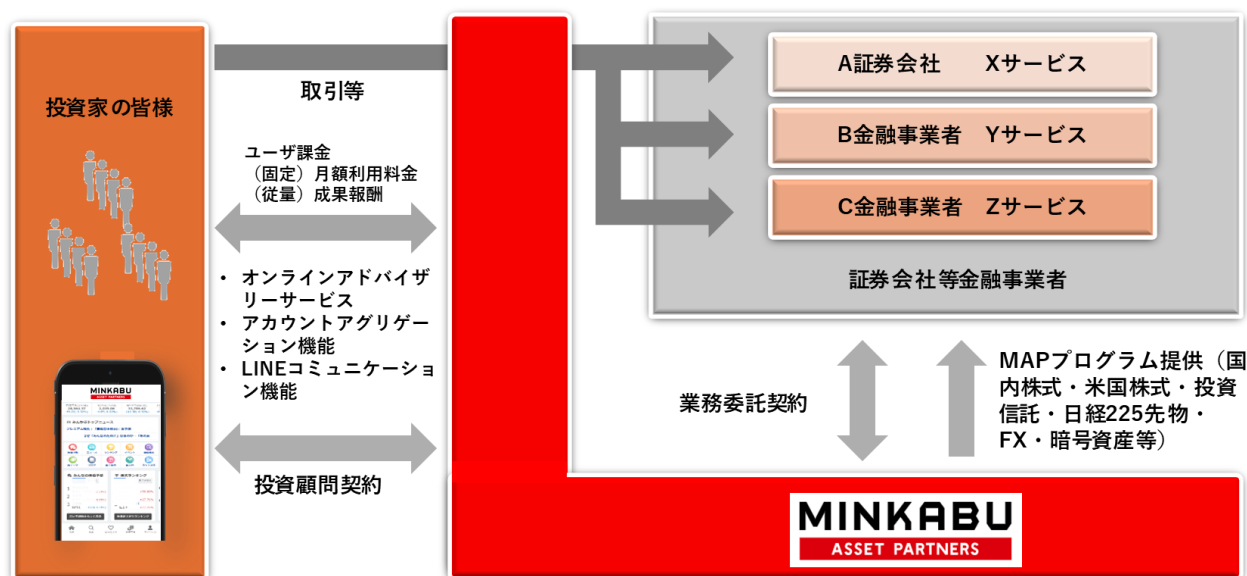 投資家の皆様
MINKABU
ASSET PARTNERS
取引等
ユーザ課金
（固定）月額利用料金
（従量）成果報酬
• オンラインアドバイザ
リーサービス
• アカウントアグリゲー
ション機能
• LINEコミュニケーショ
ン機能
投資顧問契約
A証券会社　Xサービス
B金融事業者　Yサービス
C金融事業者　Zサービス
証券会社等金融事業者
業務委託契約
MAPプログラム提供（国
内株式・米国株式・投資
信託・日経225先物・
FX・暗号資産等）
MINKABU
ASSET PARTNERS